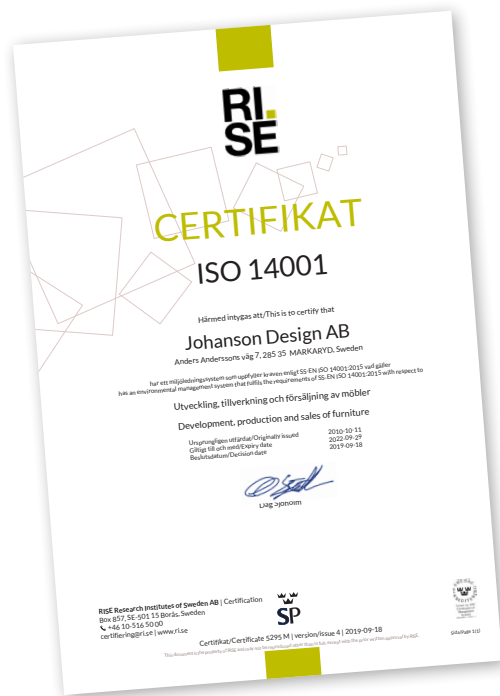 RI.
SE
CERTIFIKAT
ISO 14001
Härmed intygas att/This is to certify that
Johanson Design AB
Anders Anderssons väg 7, 285 35 MARKARYD, Sweden
har ett miljöledningssystem som uppfyller kraven enligt SS-EN ISO 14001:2015 vad gäller
has an environmental management system that fulfils the requirements of SS-EN ISO 14001:2015 with respect to
Utveckling, tillverkning och försäljning av möbler
Development, production and sales of furniture
Ursprungligen utfärdat/Originally issued 2010-10-11
Giltigt till och med/Expiry date 2022-09-29
Beslutsdatum/Decision date 2019-09-18
Dag Sjöholm
RISE Research Institutes of Sweden AB | Certification
Box 857, SE-501 15 Borås, Sweden
+46 10-516 50 00
certifiering@ri.se | www.ri.se
SP
Certifikat/Certificate 5295 M | version/issue 4 | 2019-09-18
Sida/Page 1(1)